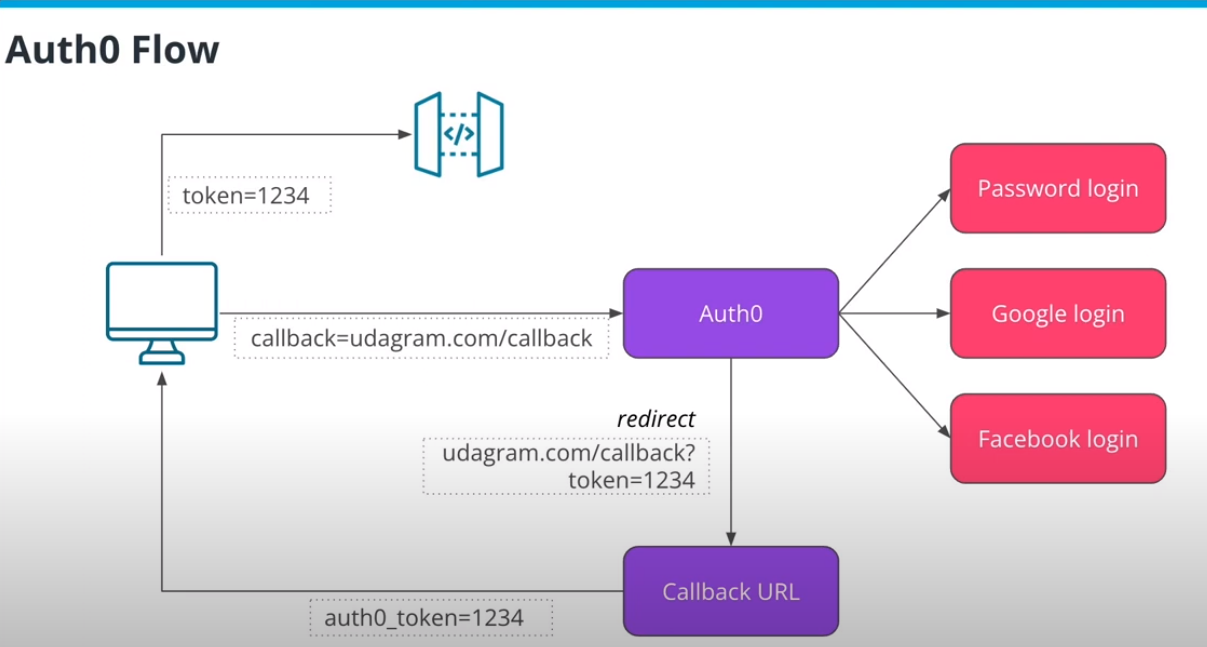 Auth0 Flow
</>
token=1234
Password login
Auth0
Google login
callback=udagram.com/callback
redirect
Facebook login
udagram.com/callback?
token=1234
Callback URL
auth0_token=1234